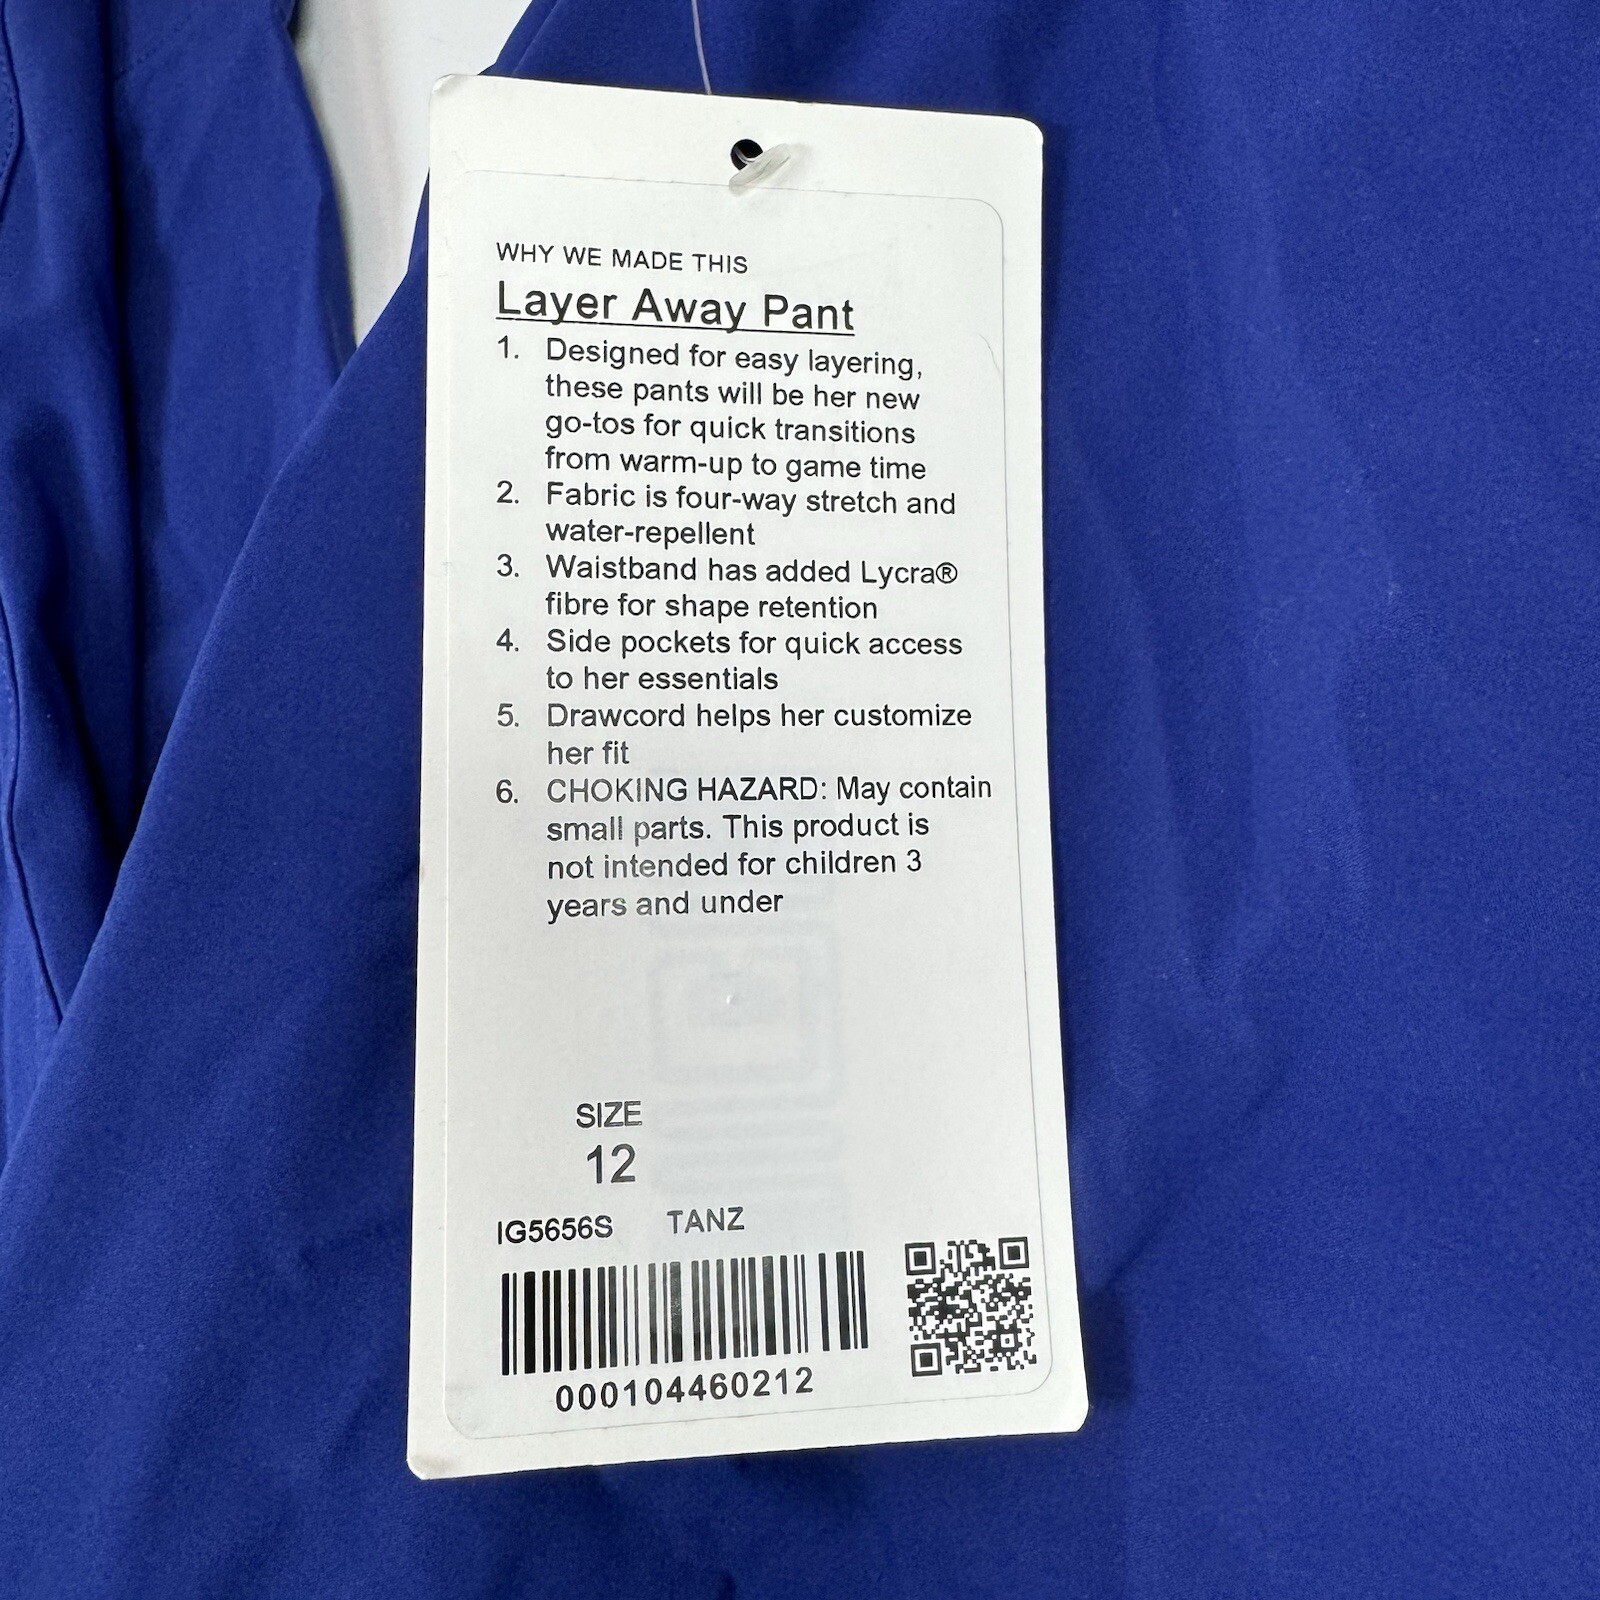 WHY WE MADE THIS
Layer Away Pant
1. Designed for easy layering,
these pants will be her new
go-tos for quick transitions
from warm-up to game time
2. Fabric is four-way stretch and
water-repellent
3. Waistband has added Lycra®
fibre for shape retention
4. Side pockets for quick access
to her essentials
5. Drawcord helps her customize
her fit
6. CHOKING HAZARD: May contain
small parts. This product is
not intended for children 3
years and under
SIZE
12
IG5656S TANZ
000104460212